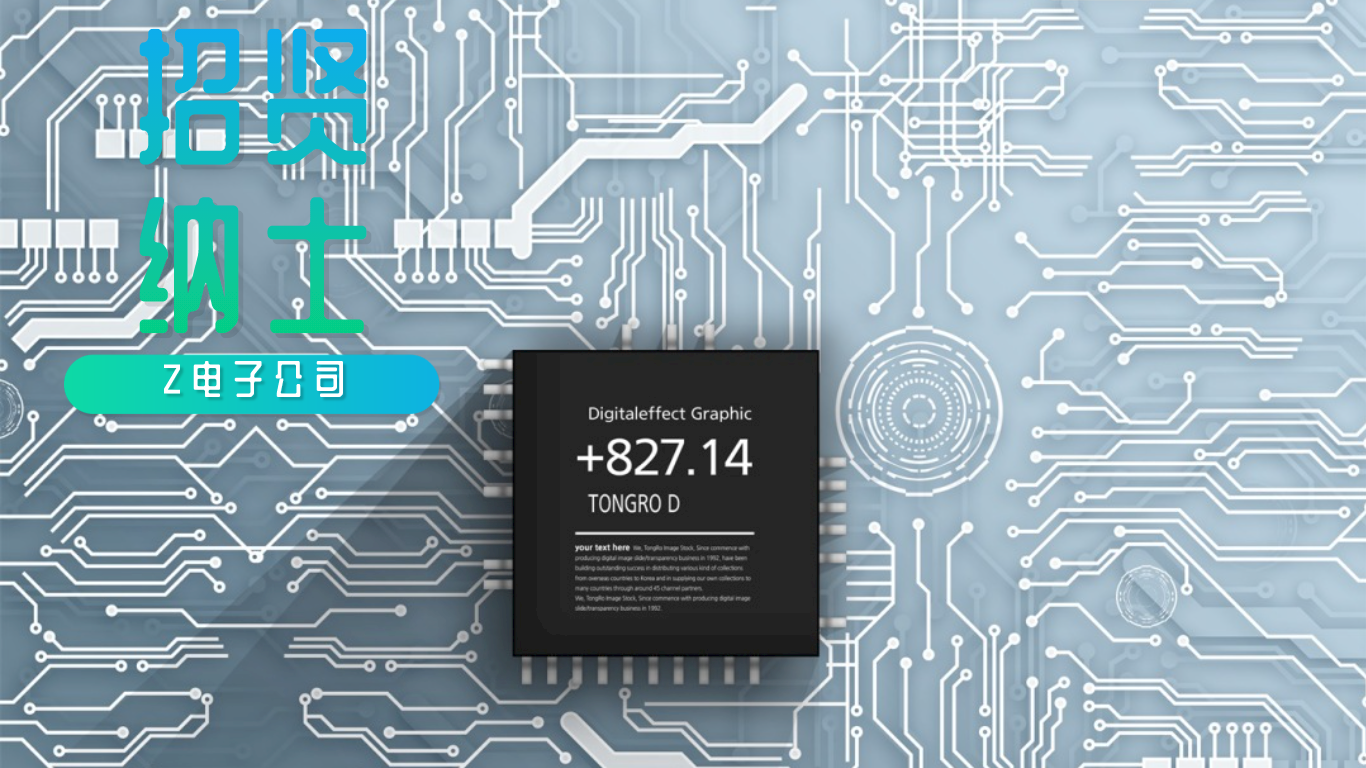 招贤
纳士
Z电子公司
Digitaleffect Graphic
+827.14
TONGRO D
your text here We, TongRo Image Stock, Since commence with
producing digital image slide/transparency business in 1992, have been
building outstanding success in distributing various kind of collections
from overseas countries to Korea and in supplying our own collections to
many countries through around 45 channel partners.
We, TongRo Image Stock, Since commence with producing digital image
slide/transparency business in 1992.